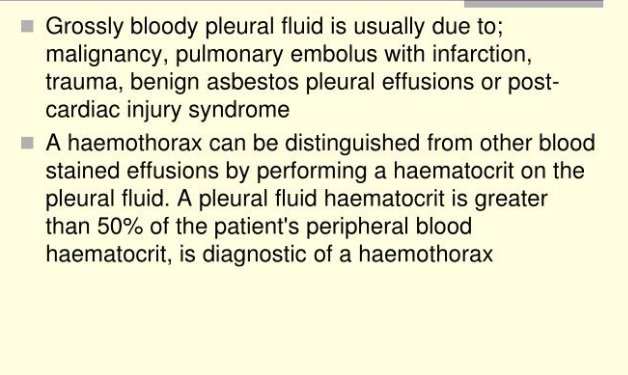 Grossly bloody pleural fluid is usually due to;
malignancy, pulmonary embolus with infarction,
trauma, benign asbestos pleural effusions or post-
cardiac injury syndrome
A haemothorax can be distinguished from other blood
stained effusions by performing a haematocrit on the
pleural fluid. A pleural fluid haematocrit is greater
than 50% of the patient's peripheral blood
haematocrit, is diagnostic of a haemothorax